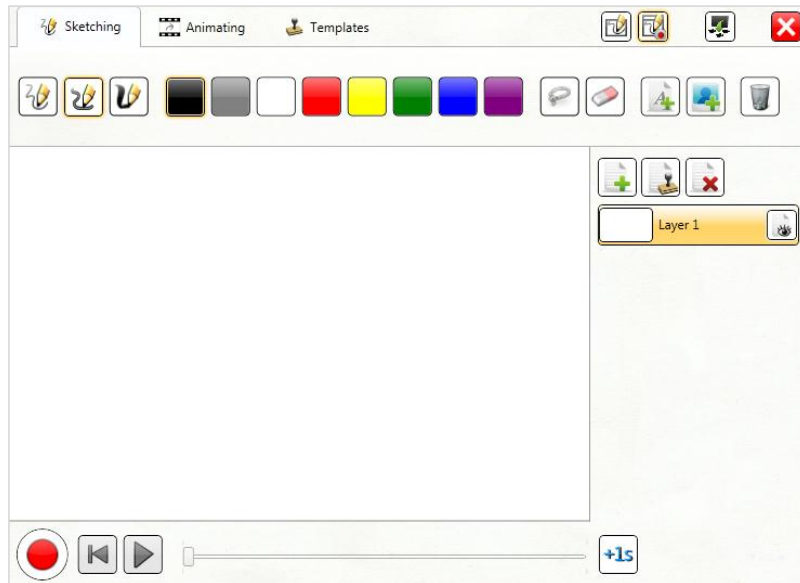 Sketching
Animating
Templates
A
Layer 1
+1s